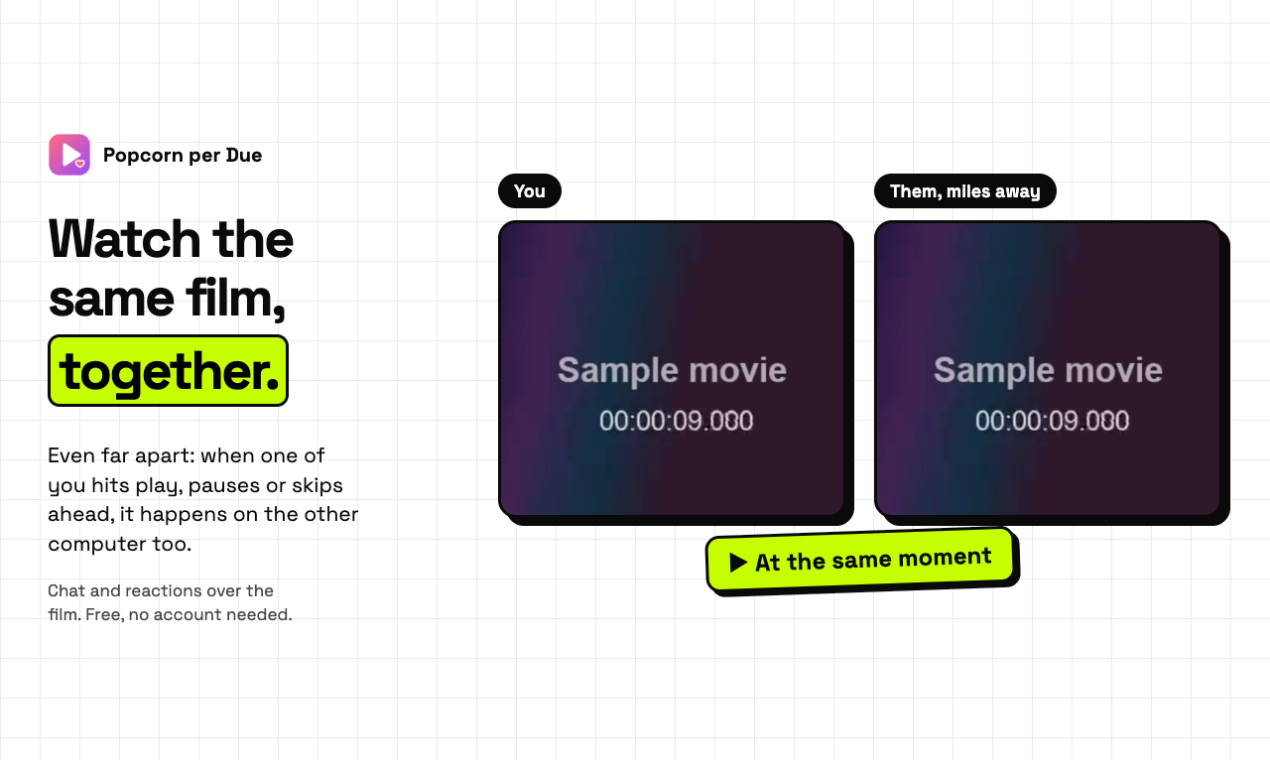 Popcorn per Due
Watch the
same film,
together.
Even far apart: when one of
you hits play, pauses or skips
ahead, it happens on the other
computer too.
Chat and reactions over the
film. Free, no account needed.
You
Sample movie
00:00:09.080
Them, miles away
Sample movie
00:00:09.080
▶ At the same moment